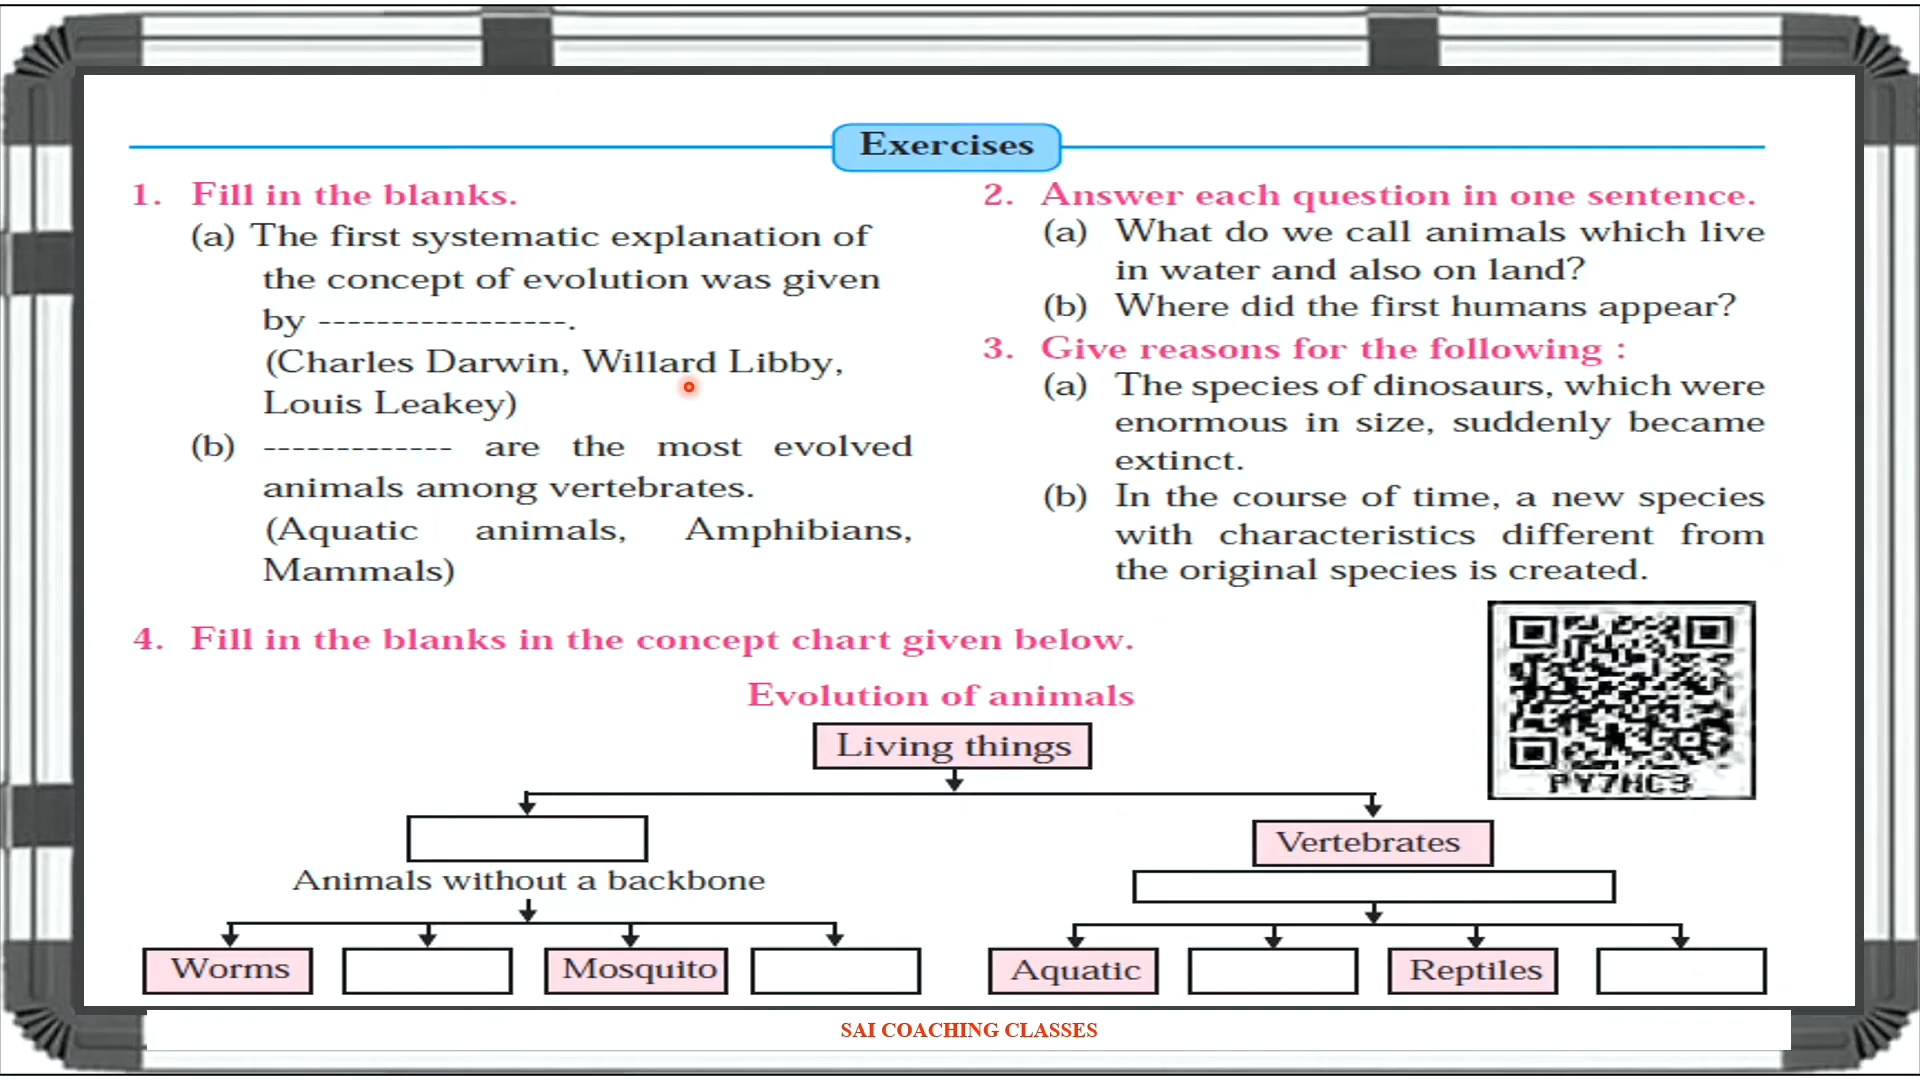 Exercises
1. Fill in the blanks.
(a) The first systematic explanation of
the concept of evolution was given
by -----------------.
(Charles Darwin, Willard Libby,
Louis Leakey)
(b) ------------- are the most evolved
animals among vertebrates.
(Aquatic animals, Amphibians,
Mammals)
2. Answer each question in one sentence.
(a) What do we call animals which live
in water and also on land?
(b) Where did the first humans appear?
3. Give reasons for the following :
(a) The species of dinosaurs, which were
enormous in size, suddenly became
extinct.
(b) In the course of time, a new species
with characteristics different from
the original species is created.
4. Fill in the blanks in the concept chart given below.
PY7HC3
Evolution of animals
Living things
Vertebrates
Animals without a backbone
Worms
Mosquito
Aquatic
Reptiles
SAI COACHING CLASSES